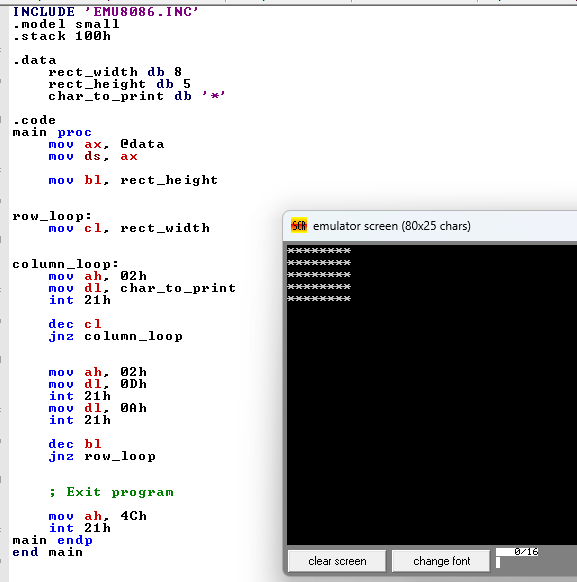 INCLUDE 'EMU8086.INC'
.model small
.stack 100h
.data
rect_width db 8
rect_height db 5
char_to_print db '*'
.code
main proc
mov ax, @data
mov ds, ax
mov bl, rect_height
row_loop:
mov cl, rect_width
column_loop:
mov ah, 02h
mov dl, char_to_print
int 21h
dec cl
jnz column_loop
mov ah, 02h
mov dl, 0Dh
int 21h
mov dl, 0Ah
int 21h
dec bl
jnz row_loop
; Exit program
mov ah, 4Ch
int 21h
main endp
end main
SCR
emulator screen (80x25 chars)
********
********
********
********
********
clear screen
change font
0/16